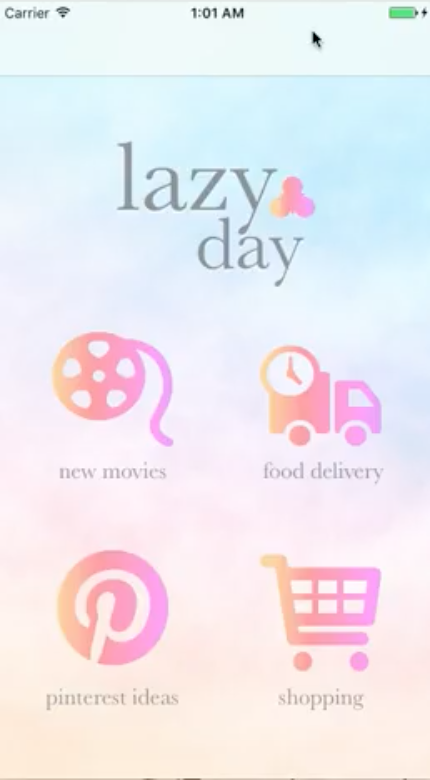 Carrier 1:01 AM
lazy
day
new movies
food delivery
pinterest ideas
shopping